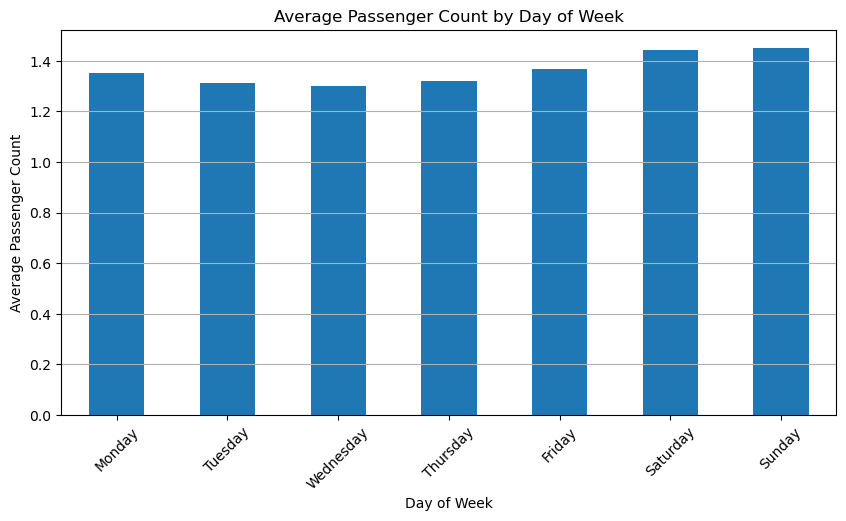 Average Passenger Count by Day of Week
Average Passenger Count
1.4
1.2
1.0
0.8
0.6
0.4
0.2
0.0
Monday
Tuesday
Wednesday
Thursday
Friday
Saturday
Sunday
Day of Week